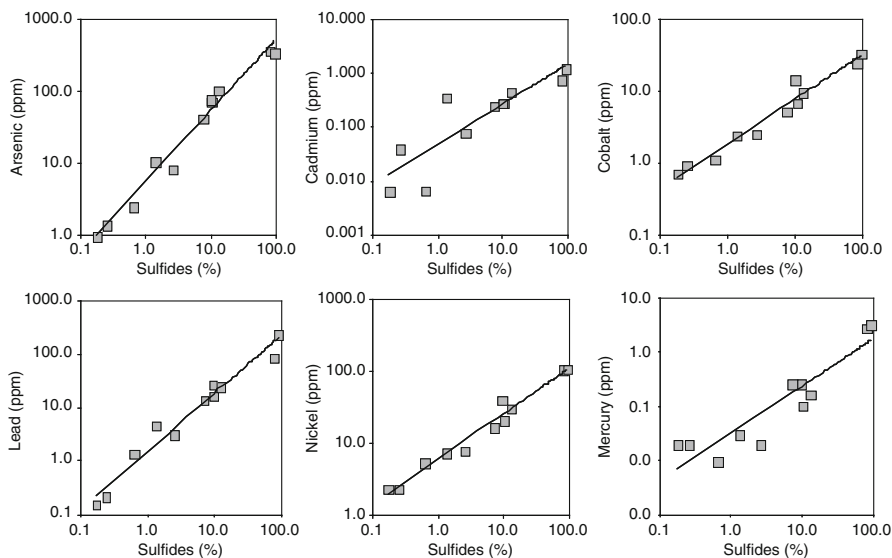 1000.0
100.0
10.0
1.0
Arsenic (ppm)
0.1 1.0 10.0 100.0
Sulfides (%)
10.000
1.000
0.100
0.010
0.001
Cadmium (ppm)
0.1 1.0 10.0 100.0
Sulfides (%)
100.0
10.0
1.0
0.1
Cobalt (ppm)
0.1 1.0 10.0 100.0
Sulfides (%)
1000.0
100.0
10.0
1.0
0.1
Lead (ppm)
0.1 1.0 10.0 100.0
Sulfides (%)
1000.0
100.0
10.0
1.0
Nickel (ppm)
0.1 1.0 10.0 100.0
Sulfides (%)
10.0
1.0
0.1
0.0
0.0
Mercury (ppm)
0.1 1.0 10.0 100.0
Sulfides (%)